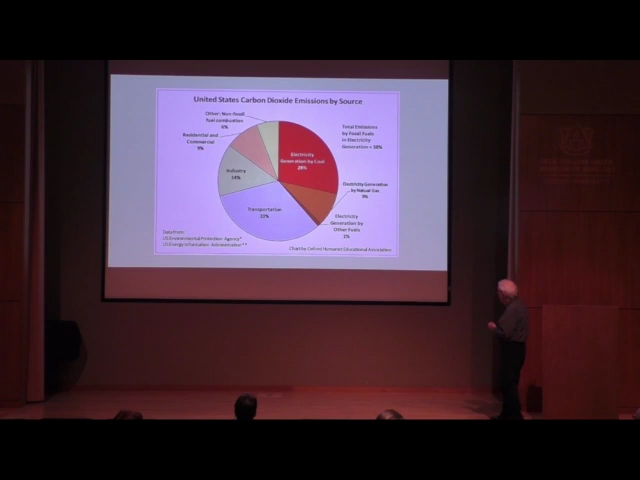 United States Carbon Dioxide Emissions by Source
Other; Non-fossil
fuel combustion
6%
Residential and
Commercial
9%
Industry
14%
Transportation
32%
Electricity
Generation by Coal
28%
Total Emissions
by Fossil Fuels
in Electricity
Generation = 38%
Electricity Generation
by Natural Gas
9%
Electricity
Generation by
Other Fuels
1%
Data from:
US Environmental Protection Agency*
US Energy Information Administration**
Chart by Oxford Humanist Educational Association